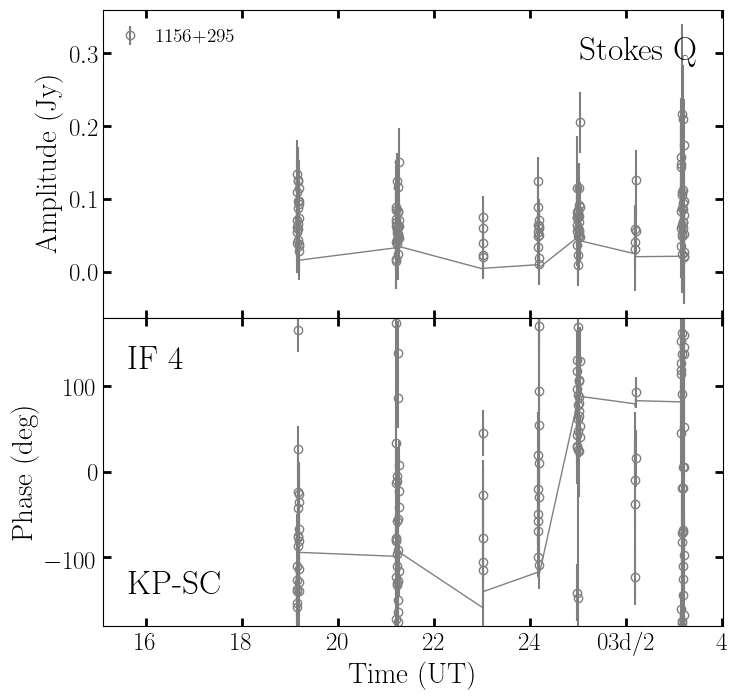 1156+295
Stokes Q
Amplitude (Jy)
0.3
0.2
0.1
0.0
IF 4
KP-SC
Phase (deg)
100
0
−100
16 18 20 22 24 03d/2 4
Time (UT)